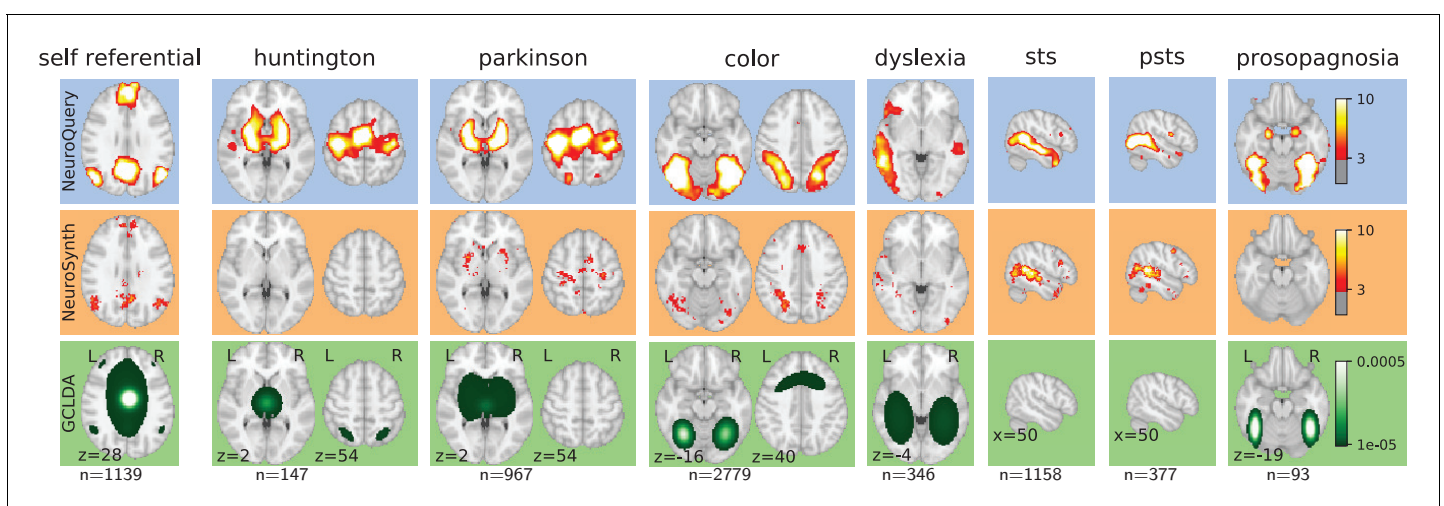 self referential huntington parkinson color dyslexia sts psts prosopagnosia
NeuroQuery
10
3
NeuroSynth
10
3
GCLDA
L R L R L R L R L R L R L R
0.0005
1e-05
z=28 z=2 z=54 z=2 z=54 z=-16 z=40 z=-4 x=50 x=50 z=-19
n=1139 n=147 n=967 n=2779 n=346 n=1158 n=377 n=93